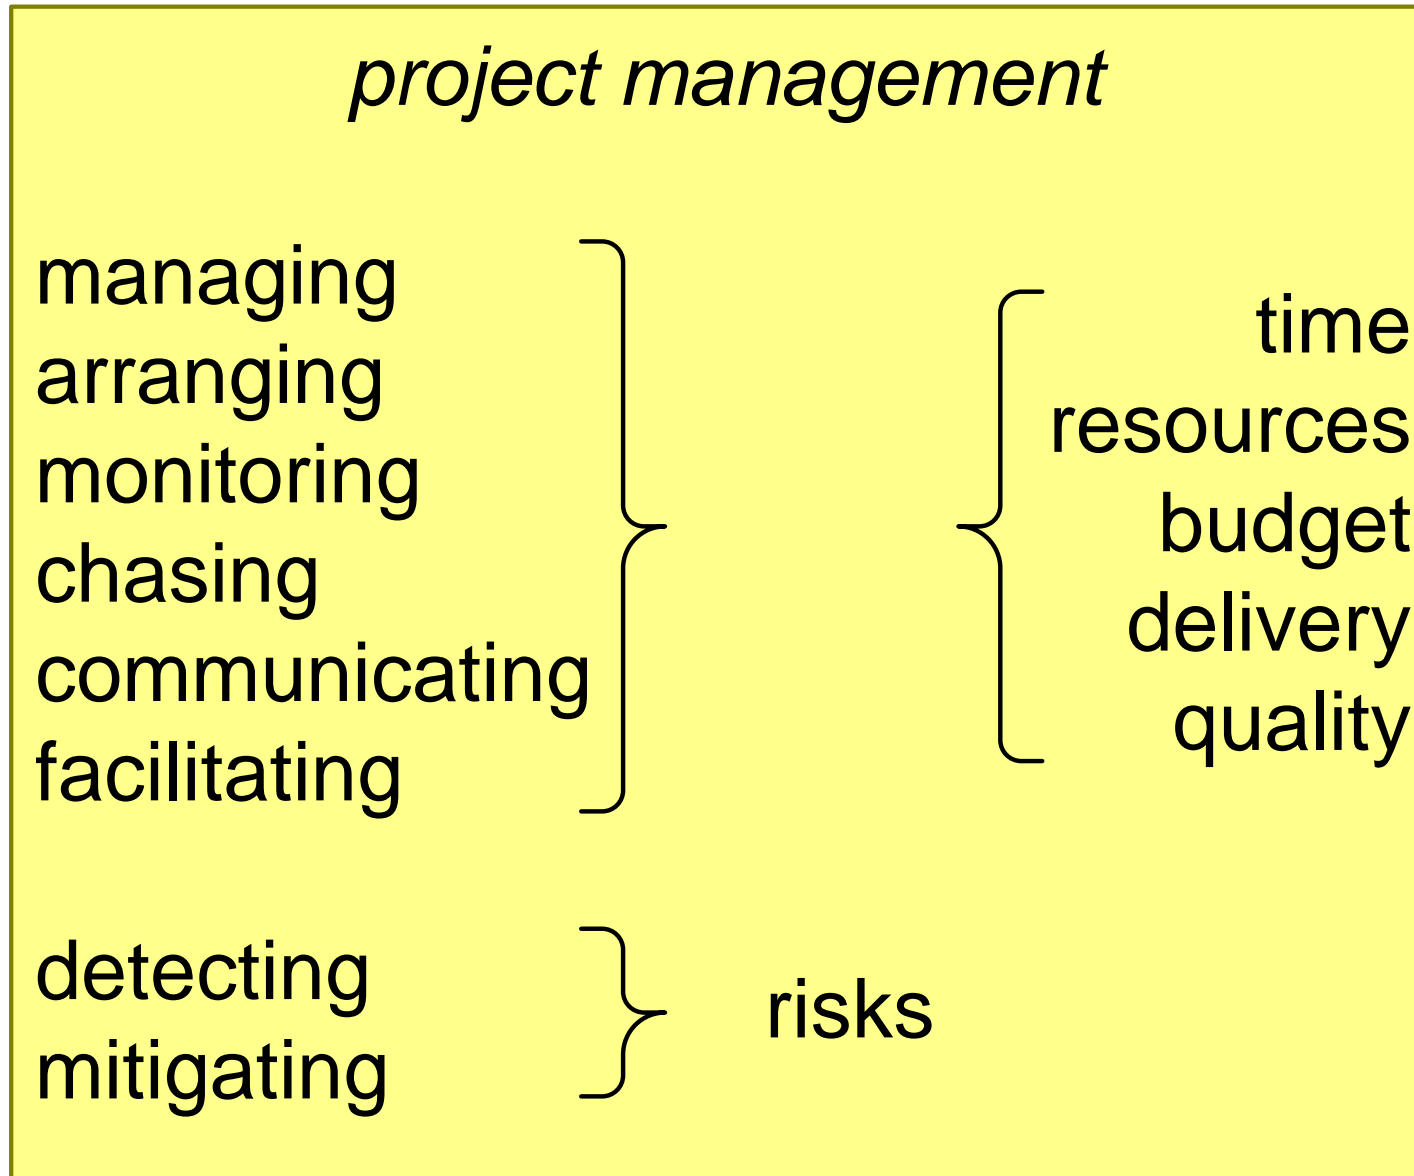 project management
managing
arranging
monitoring
chasing
communicating
facilitating
time
resources
budget
delivery
quality
detecting
mitigating
risks